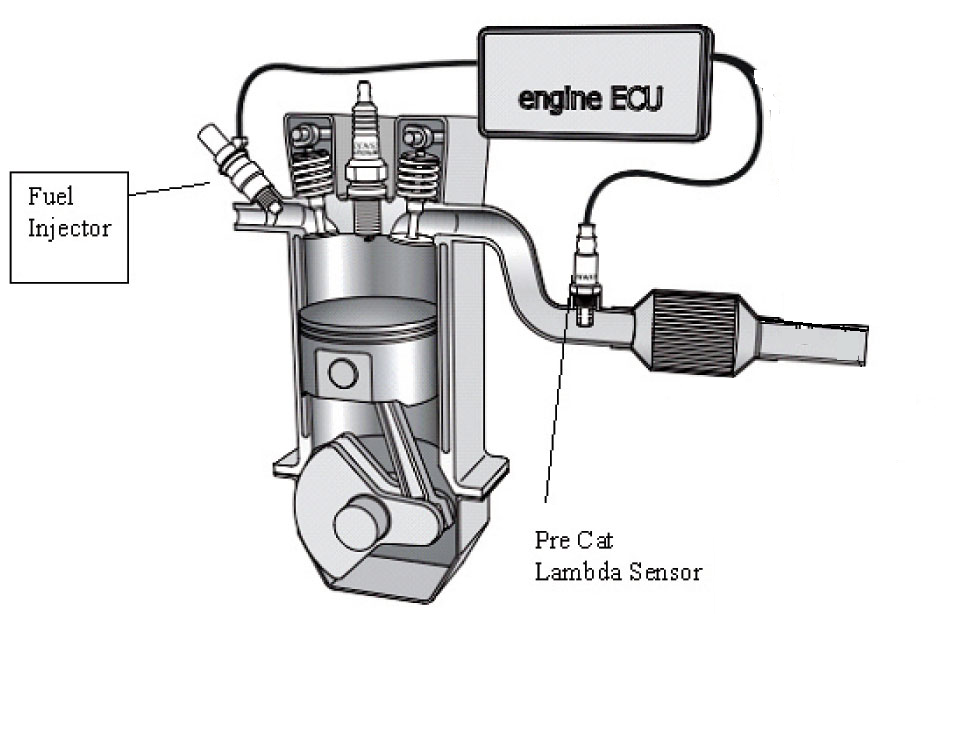 engine ECU
Fuel
Injector
Pre Cat
Lambda Sensor